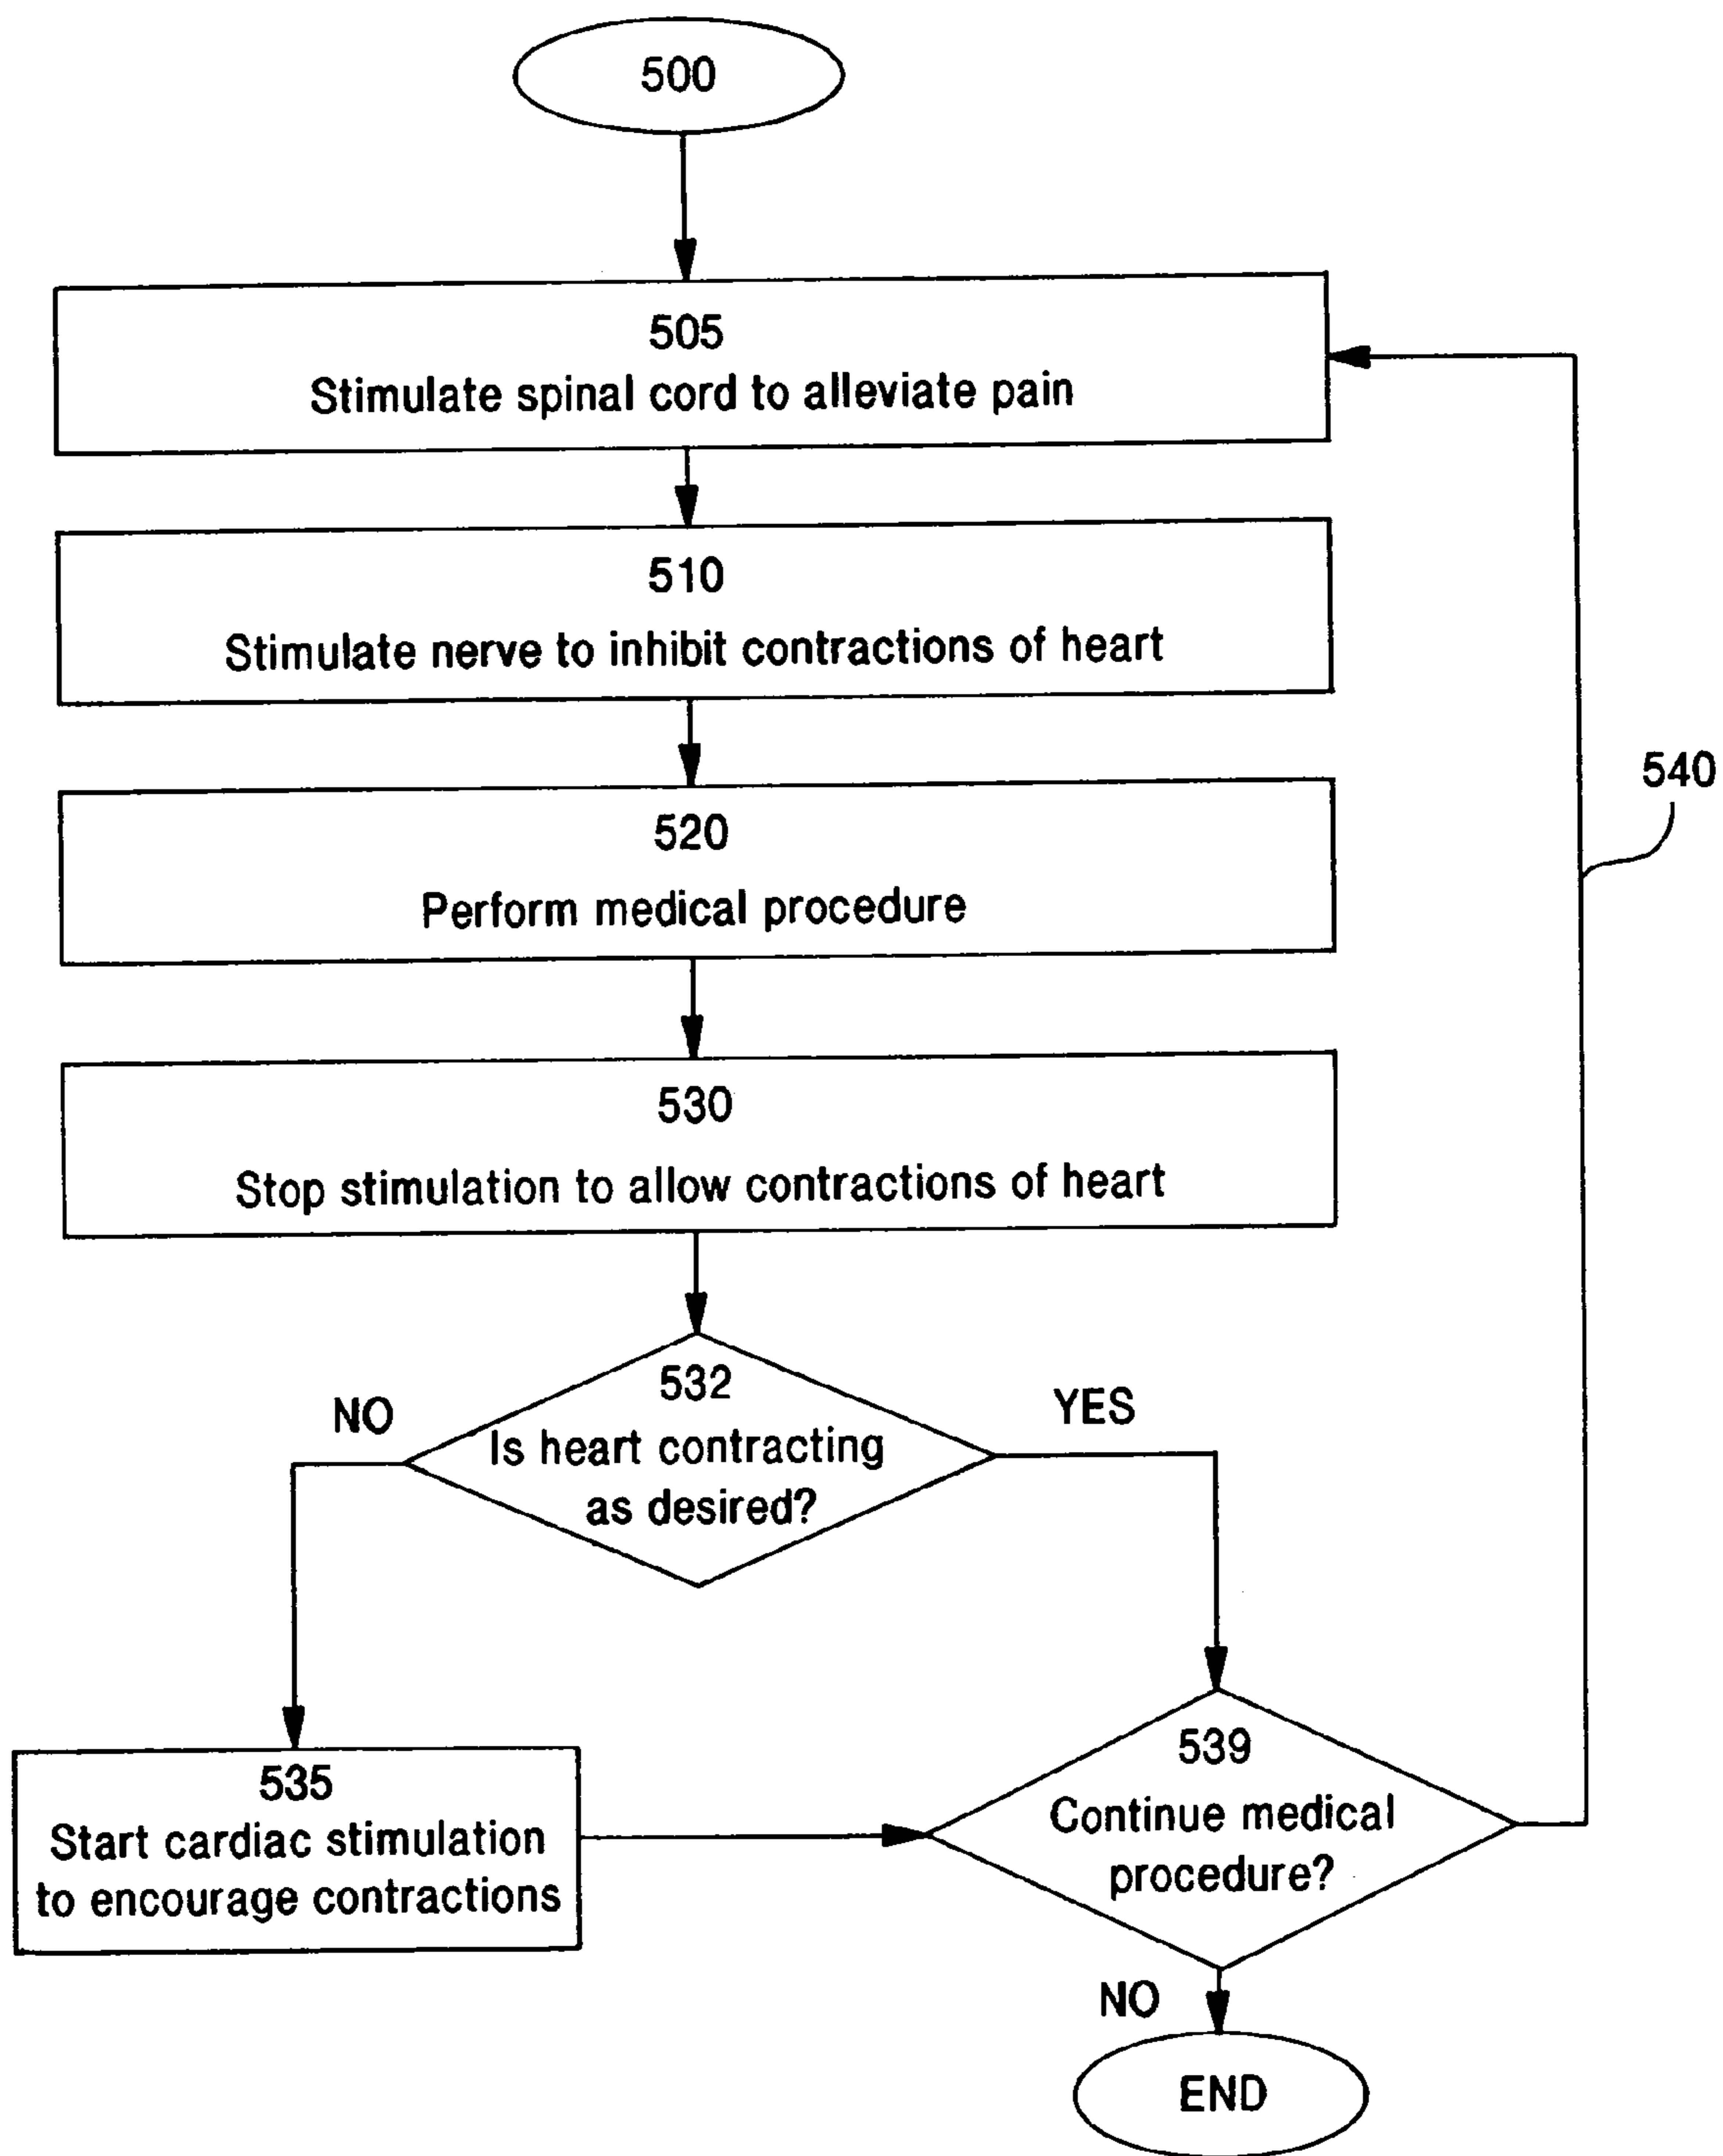 500
505
Stimulate spinal cord to alleviate pain
510
Stimulate nerve to inhibit contractions of heart
520
Perform medical procedure
540
530
Stop stimulation to allow contractions of heart
532
Is heart contracting
as desired?
NO
YES
535
Start cardiac stimulation
to encourage contractions
539
Continue medical
procedure?
NO
END